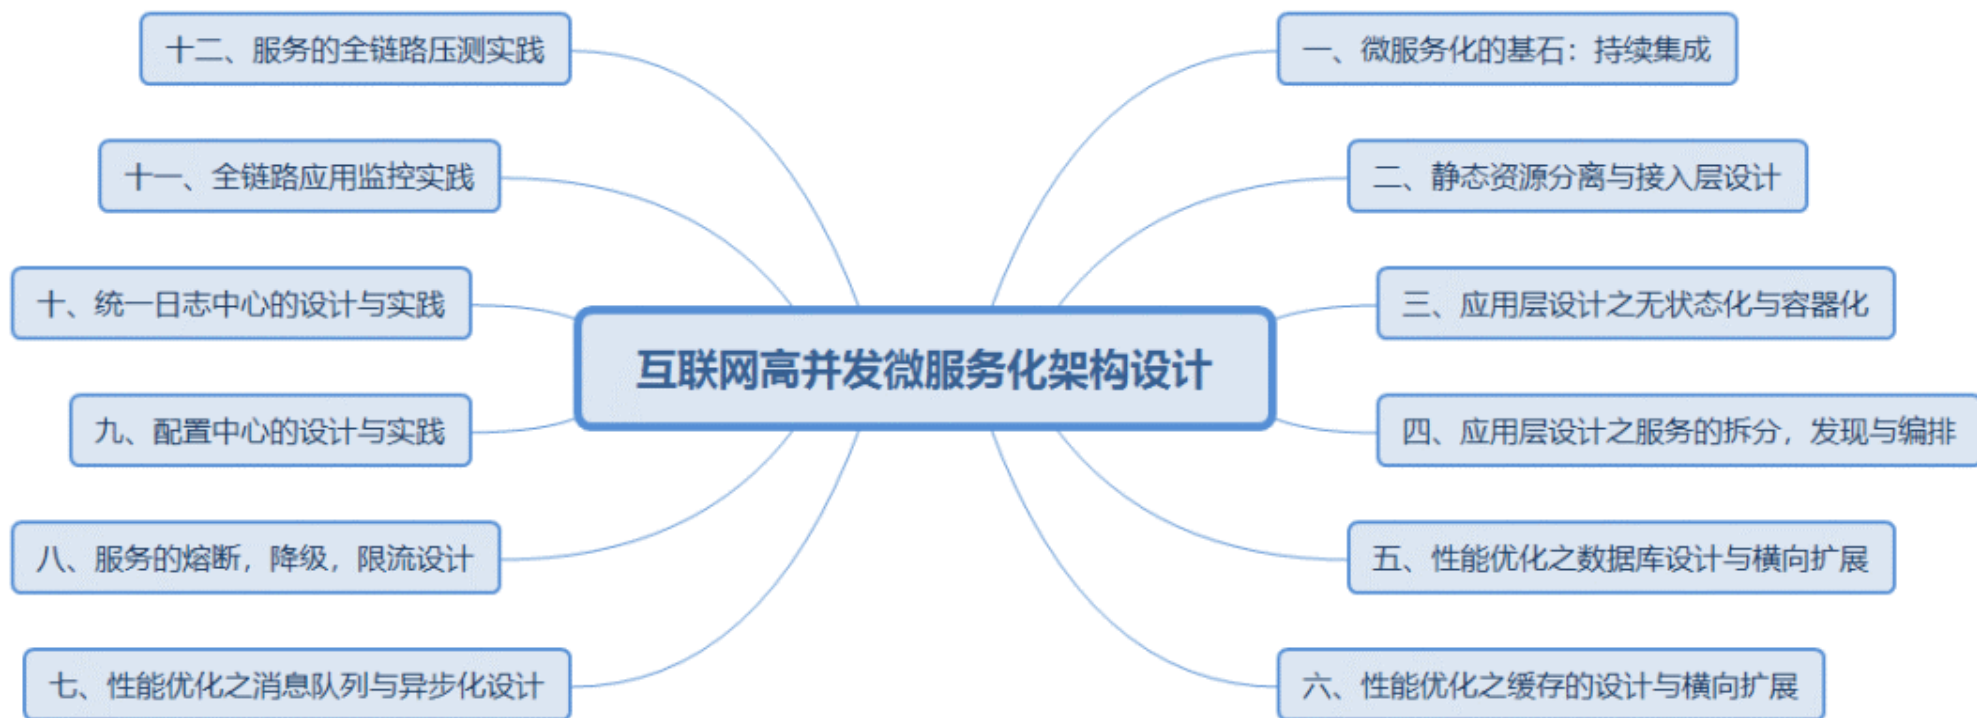 互联网高并发微服务化架构设计
一、微服务化的基石：持续集成
二、静态资源分离与接入层设计
三、应用层设计之无状态化与容器化
四、应用层设计之服务的拆分，发现与编排
五、性能优化之数据库设计与横向扩展
六、性能优化之缓存的设计与横向扩展
七、性能优化之消息队列与异步化设计
八、服务的熔断，降级，限流设计
九、配置中心的设计与实践
十、统一日志中心的设计与实践
十一、全链路应用监控实践
十二、服务的全链路压测实践